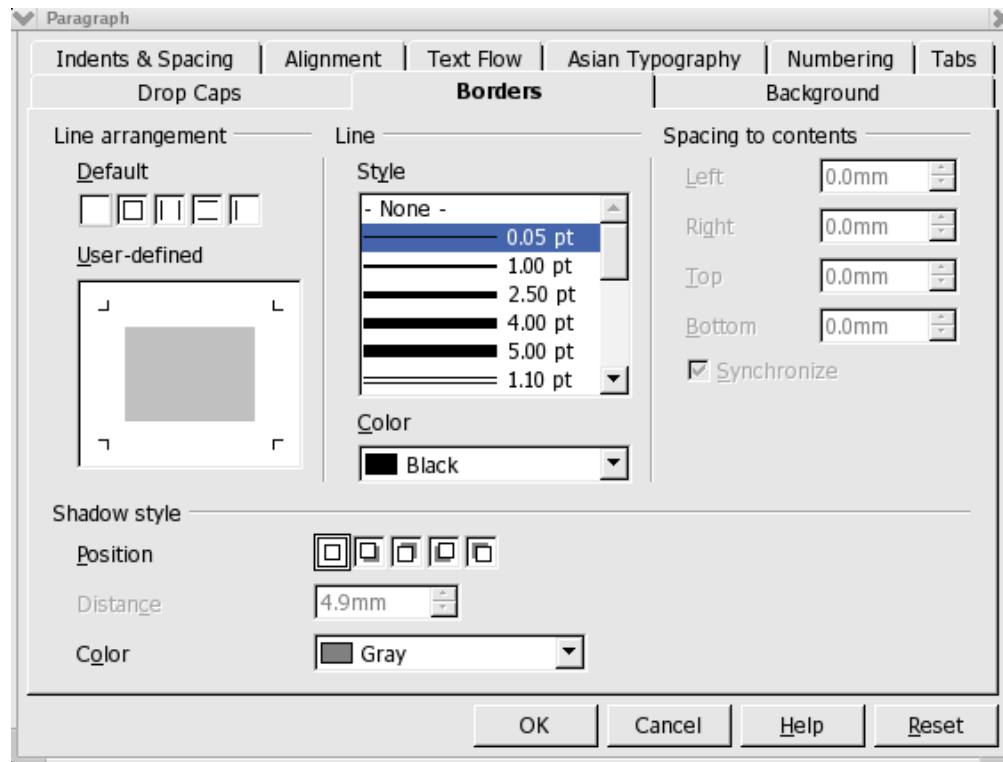 Paragraph
Indents & Spacing Alignment Text Flow Asian Typography Numbering Tabs
Drop Caps Borders Background
Line arrangement Line Spacing to contents
Default Style Left 0.0mm
- None -
Right 0.0mm
0.05 pt
User-defined 1.00 pt
Top 0.0mm
2.50 pt
4.00 pt Bottom 0.0mm
5.00 pt
Synchronize
1.10 pt
Color
Black
Shadow style
Position
Distance 4.9mm
Color Gray
OK Cancel Help Reset